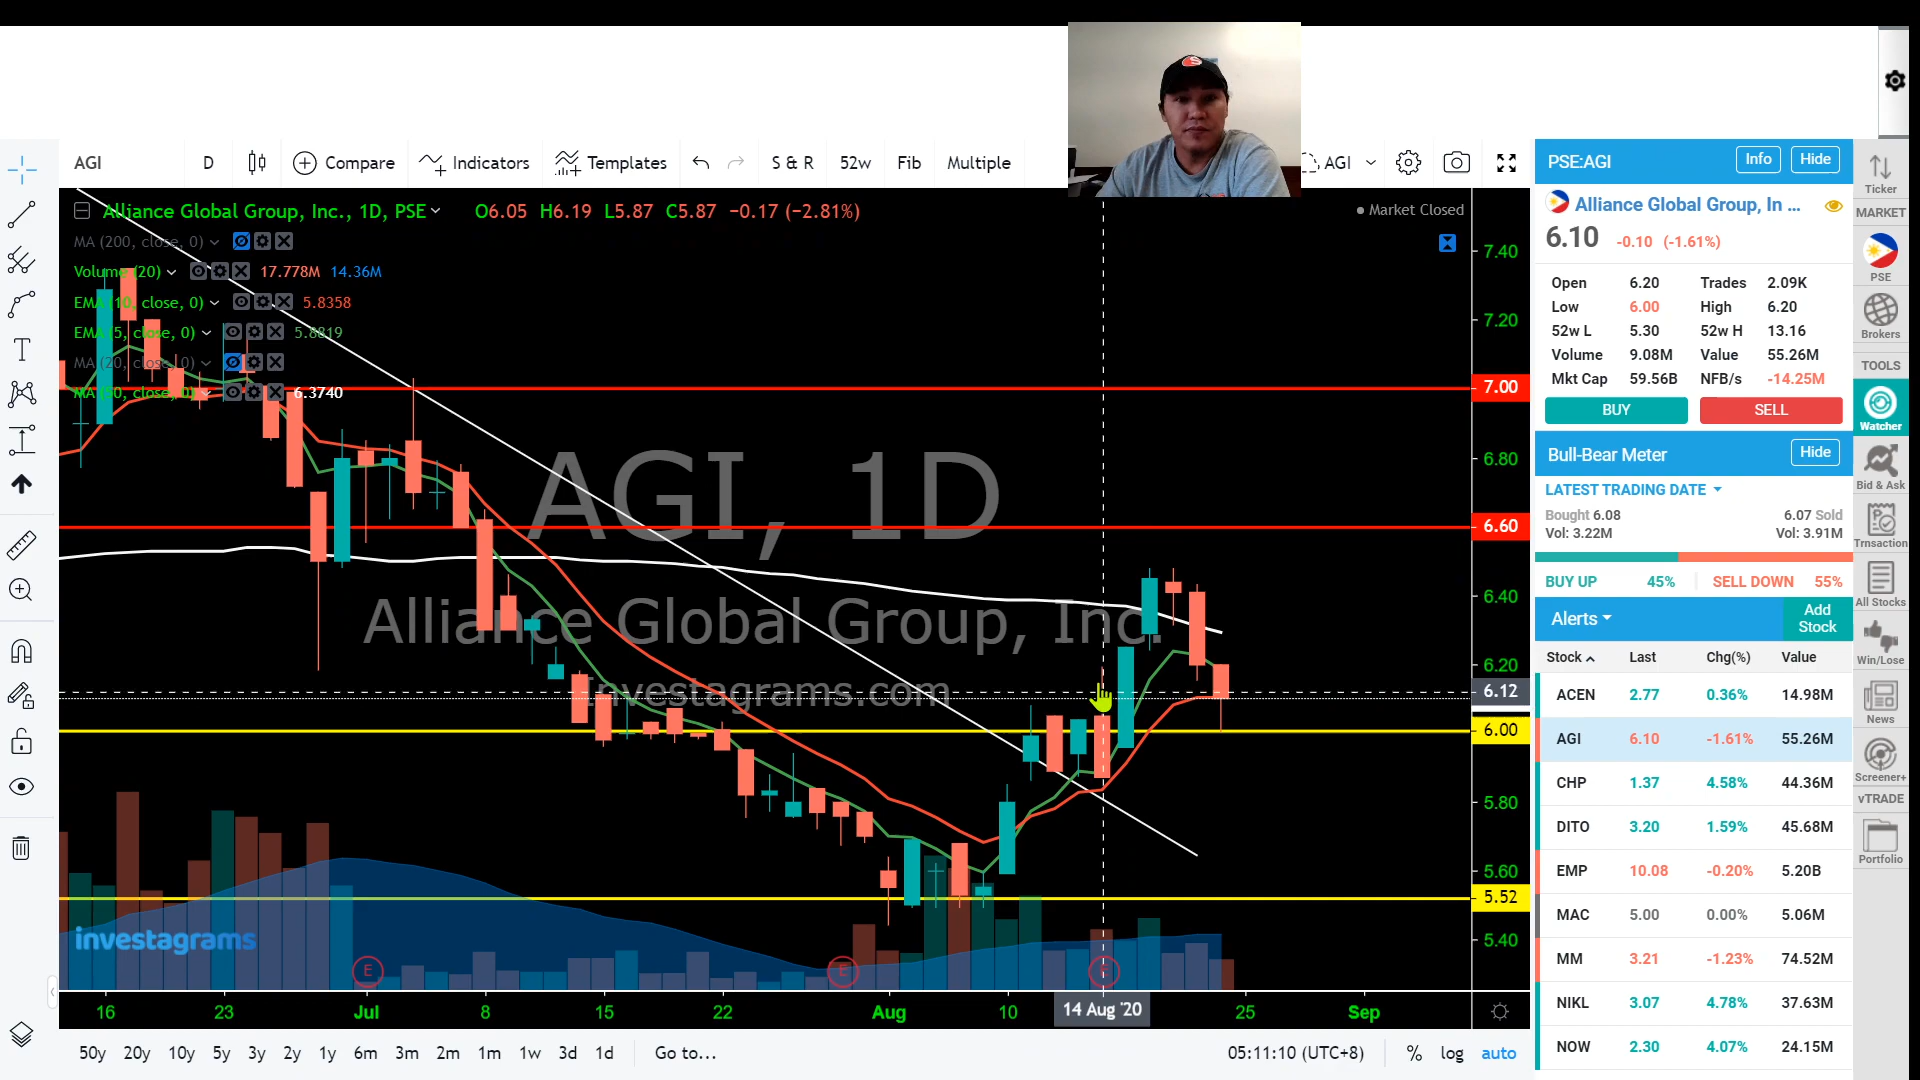 AGI D Compare Indicators Templates S & R 52w Fib Multiple AGI
Alliance Global Group, Inc., 1D, PSE O6.05 H6.19 L5.87 C5.87 −0.17 (−2.81%)
Market Closed
MA (200, close, 0)
Volume (20) 17.778M 14.36M
EMA (10, close, 0) 5.8358
EMA (5, close, 0) 5.8819
MA (20, close, 0)
MA (50, close, 0) 6.3740
AGI, 1D
Alliance Global Group, Inc.
Investagrams.com
investagrams
7.40
7.20
7.00
6.80
6.60
6.40
6.20
6.12
6.00
5.80
5.60
5.52
5.40
E E E
16 23 Jul 8 15 22 Aug 10 14 Aug '20 25 Sep
50y 20y 10y 5y 3y 2y 1y 6m 3m 2m 1m 1w 3d 1d Go to... 05:11:10 (UTC+8) % log auto
PSE:AGI Info Hide
Alliance Global Group, In ...
6.10 -0.10 (-1.61%)
Open 6.20 Trades 2.09K
Low 6.00 High 6.20
52w L 5.30 52w H 13.16
Volume 9.08M Value 55.26M
Mkt Cap 59.56B NFB/s -14.25M
BUY SELL
Bull-Bear Meter Hide
LATEST TRADING DATE
Bought 6.08 6.07 Sold
Vol: 3.22M Vol: 3.91M
BUY UP 45% SELL DOWN 55%
Alerts Add Stock
Stock Last Chg(%) Value
ACEN 2.77 0.36% 14.98M
AGI 6.10 -1.61% 55.26M
CHP 1.37 4.58% 44.36M
DITO 3.20 1.59% 45.68M
EMP 10.08 -0.20% 5.20B
MAC 5.00 0.00% 5.06M
MM 3.21 -1.23% 74.52M
NIKL 3.07 4.78% 37.63M
NOW 2.30 4.07% 24.15M
Ticker
MARKET
PSE
Brokers
TOOLS
Watcher
Bid & Ask
Trnsaction
All Stocks
Win/Lose
News
Screener+
vTRADE
Portfolio